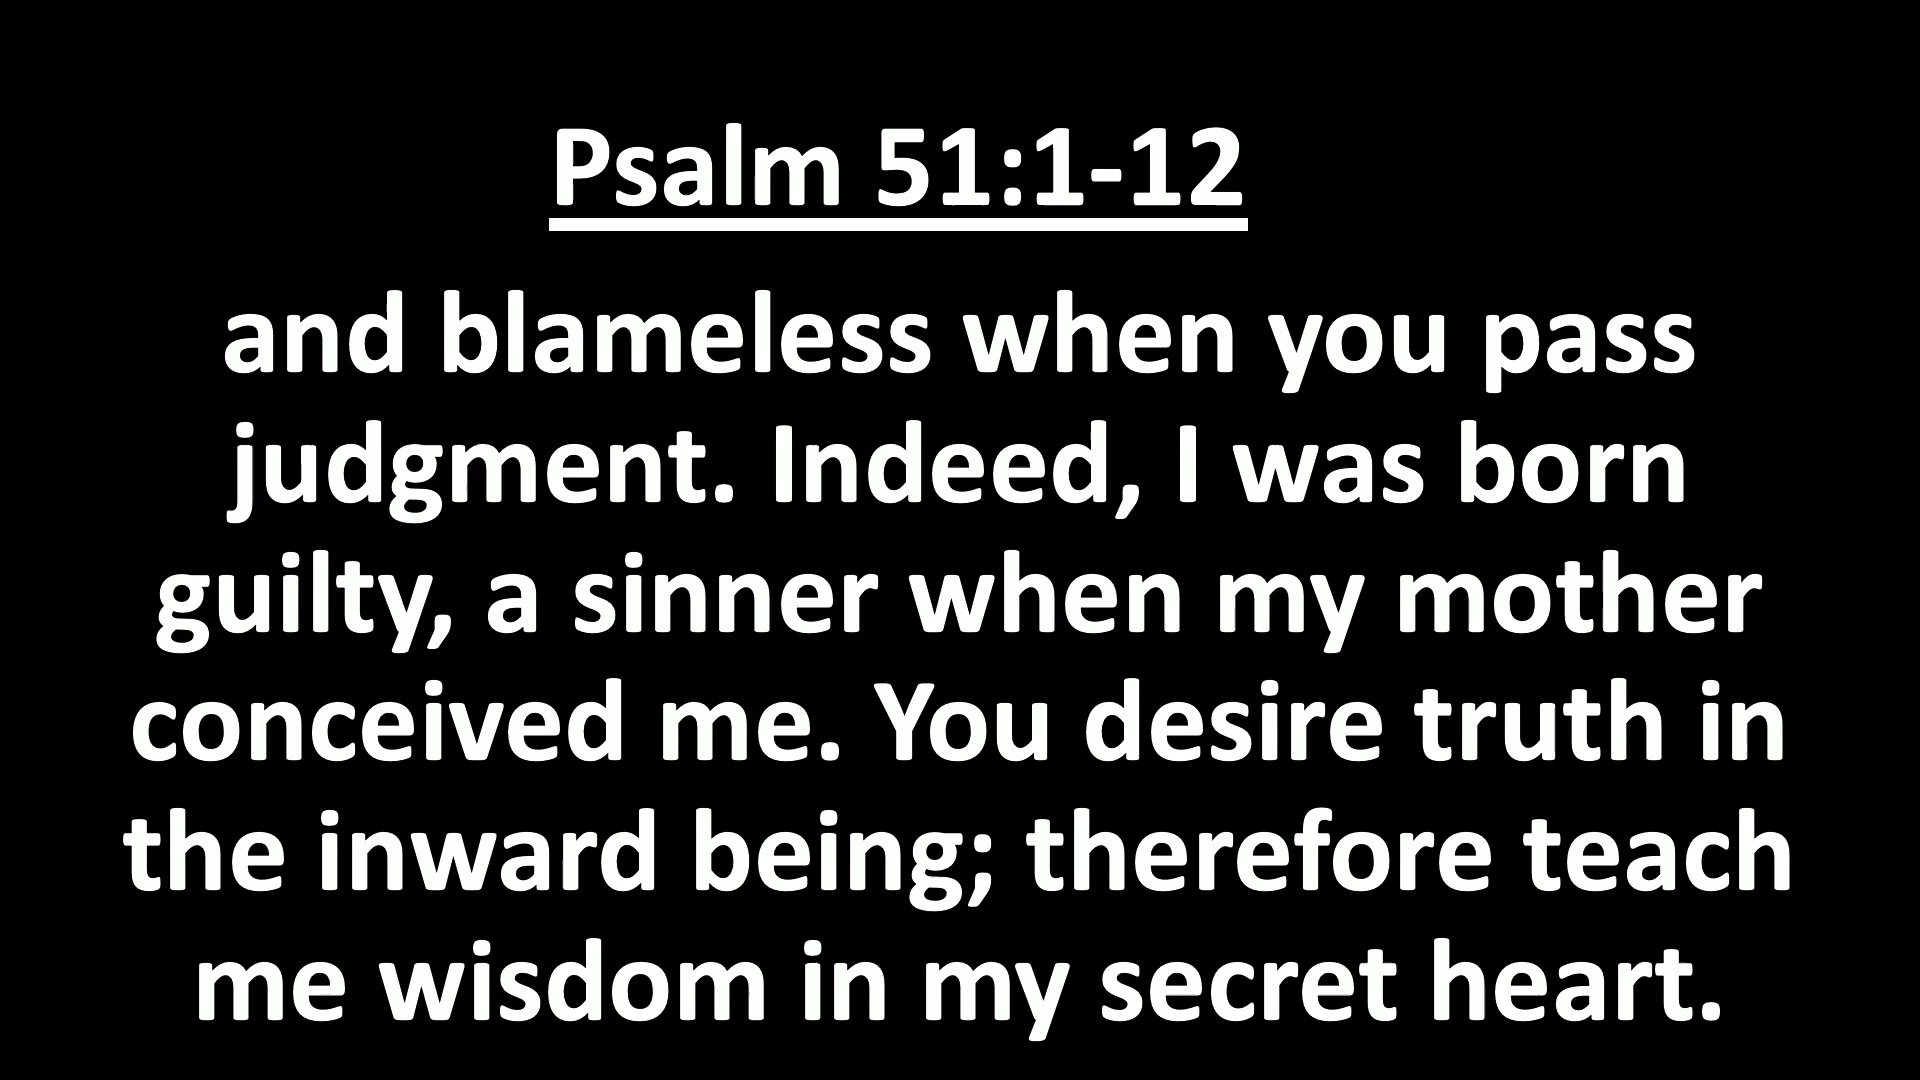 Psalm 51:1-12
and blameless when you pass
judgment. Indeed, I was born
guilty, a sinner when my mother
conceived me. You desire truth in
the inward being; therefore teach
me wisdom in my secret heart.